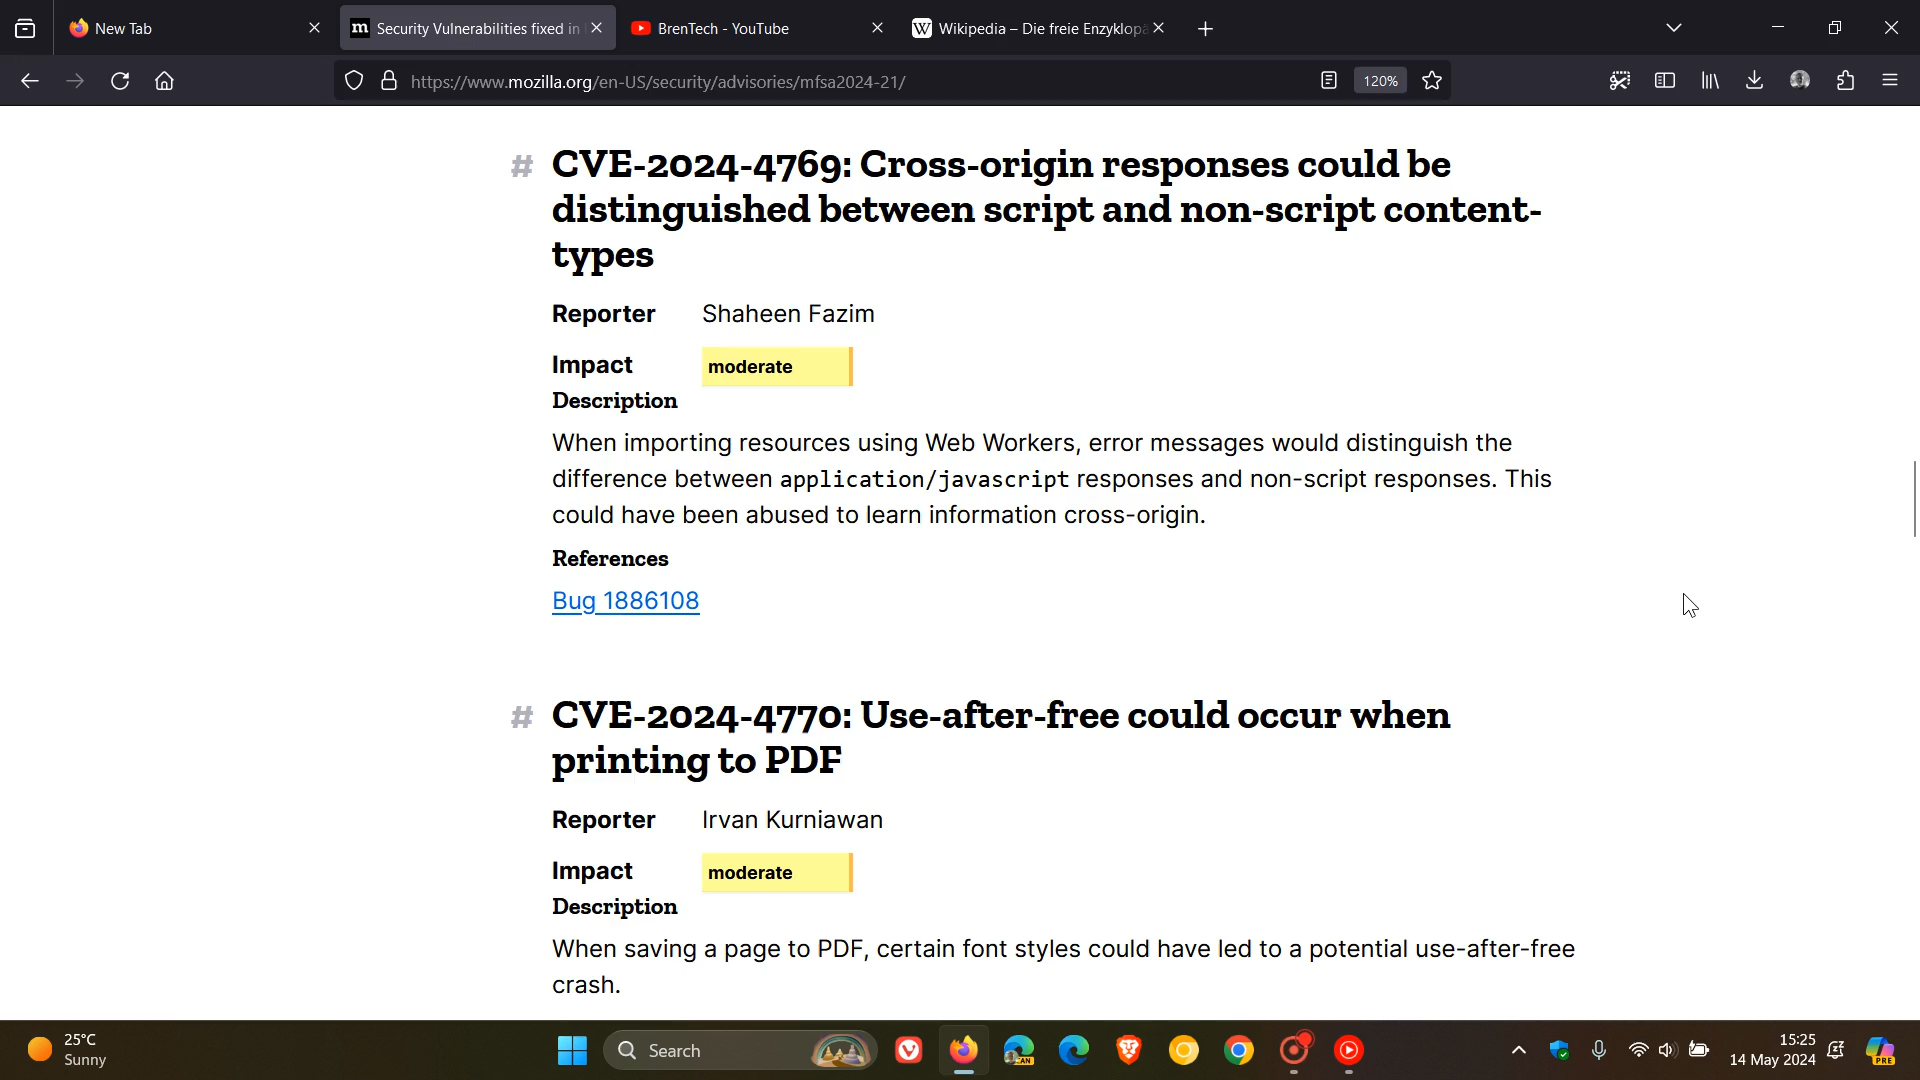 New Tab
Security Vulnerabilities fixed in
BrenTech - YouTube
Wikipedia – Die freie Enzyklopä
https://www.mozilla.org/en-US/security/advisories/mfsa2024-21/
120%
# CVE-2024-4769: Cross-origin responses could be
distinguished between script and non-script content-
types
Reporter Shaheen Fazim
Impact moderate
Description
When importing resources using Web Workers, error messages would distinguish the
difference between application/javascript responses and non-script responses. This
could have been abused to learn information cross-origin.
References
Bug 1886108
# CVE-2024-4770: Use-after-free could occur when
printing to PDF
Reporter Irvan Kurniawan
Impact moderate
Description
When saving a page to PDF, certain font styles could have led to a potential use-after-free
crash.
25°C
Sunny
Search
CAN
15:25
14 May 2024
PRE